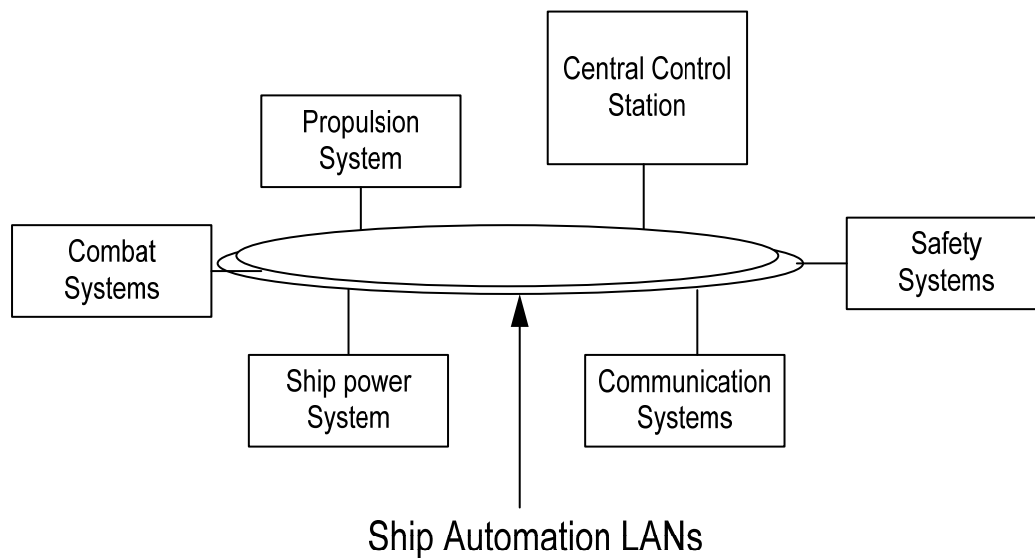 Central Control
Station
Propulsion
System
Combat
Systems
Safety
Systems
Ship power
System
Communication
Systems
Ship Automation LANs